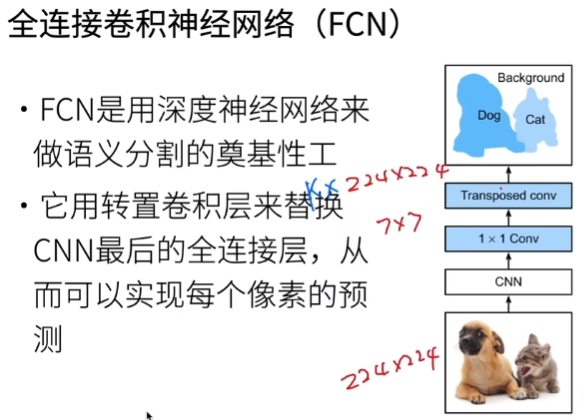 全连接卷积神经网络（FCN）
• FCN是用深度神经网络来
做语义分割的奠基性工
• 它用转置卷积层来替换
CNN最后的全连接层，从
而可以实现每个像素的预
测
Background
Dog
Cat
K×224×224
Transposed conv
7×7
1 × 1 Conv
CNN
224×224